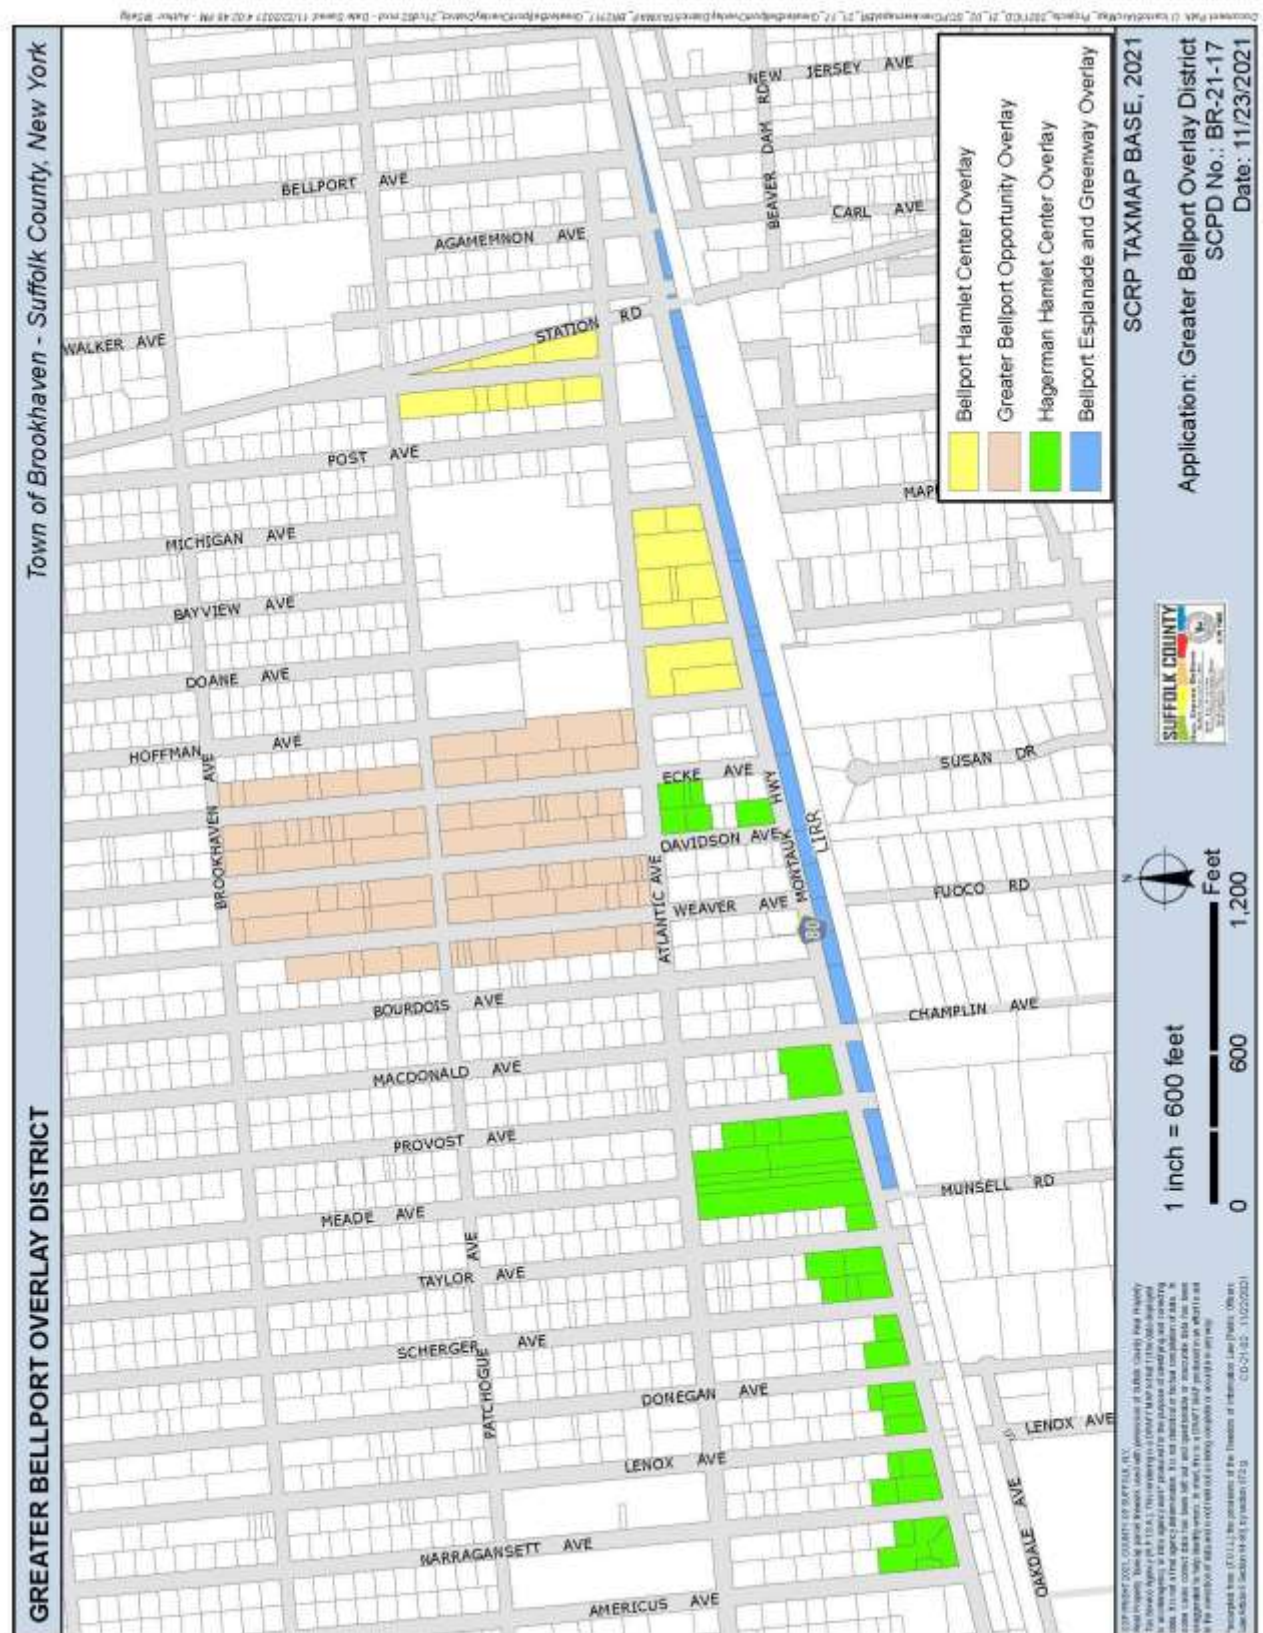 GREATER BELLPORT OVERLAY DISTRICT
Town of Brookhaven - Suffolk County, New York
WALKER AVE
BELLPORT AVE
AGAMEMNON AVE
STATION RD
POST AVE
MICHIGAN AVE
BAYVIEW AVE
DOANE AVE
HOFFMAN AVE
BROOKHAVEN AVE
BOURDOIS AVE
MACDONALD AVE
PROVOST AVE
MEADE AVE
TAYLOR AVE
SCHERGER AVE
PATCHOGUE AVE
DONEGAN AVE
LENOX AVE
NARRAGANSETT AVE
AMERICUS AVE
ATLANTIC AVE
WEAVER AVE
DAVIDSON AVE
ECKE AVE
MONTAUK HWY
80
LIRR
NEW JERSEY AVE
BEAVER DAM RD
CARL AVE
MAP
SUSAN DR
FUOCO RD
CHAMPLIN AVE
MUNSELL RD
LENOX AVE
OAKDALE AVE
Bellport Hamlet Center Overlay
Greater Bellport Opportunity Overlay
Hagerman Hamlet Center Overlay
Bellport Esplanade and Greenway Overlay
1 inch = 600 feet
0 600 1,200
Feet
N
SUFFOLK COUNTY
SCRP TAXMAP BASE, 2021
Application: Greater Bellport Overlay District
SCPD No.: BR-21-17
Date: 11/23/2021